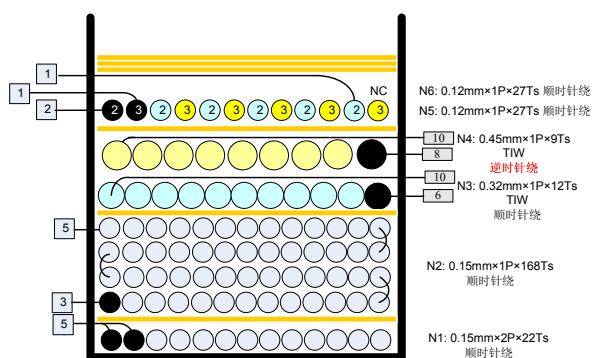 1
NC
N6: 0.12mm×1P×27Ts 顺时针绕
1
2
2 3 2 3 2 3 2 3 2 3 2 3
N5: 0.12mm×1P×27Ts 顺时针绕
10
N4: 0.45mm×1P×9Ts
8
TIW
逆时针绕
10
N3: 0.32mm×1P×12Ts
6
TIW
顺时针绕
5
N2: 0.15mm×1P×168Ts
顺时针绕
3
5
N1: 0.15mm×2P×22Ts
顺时针绕